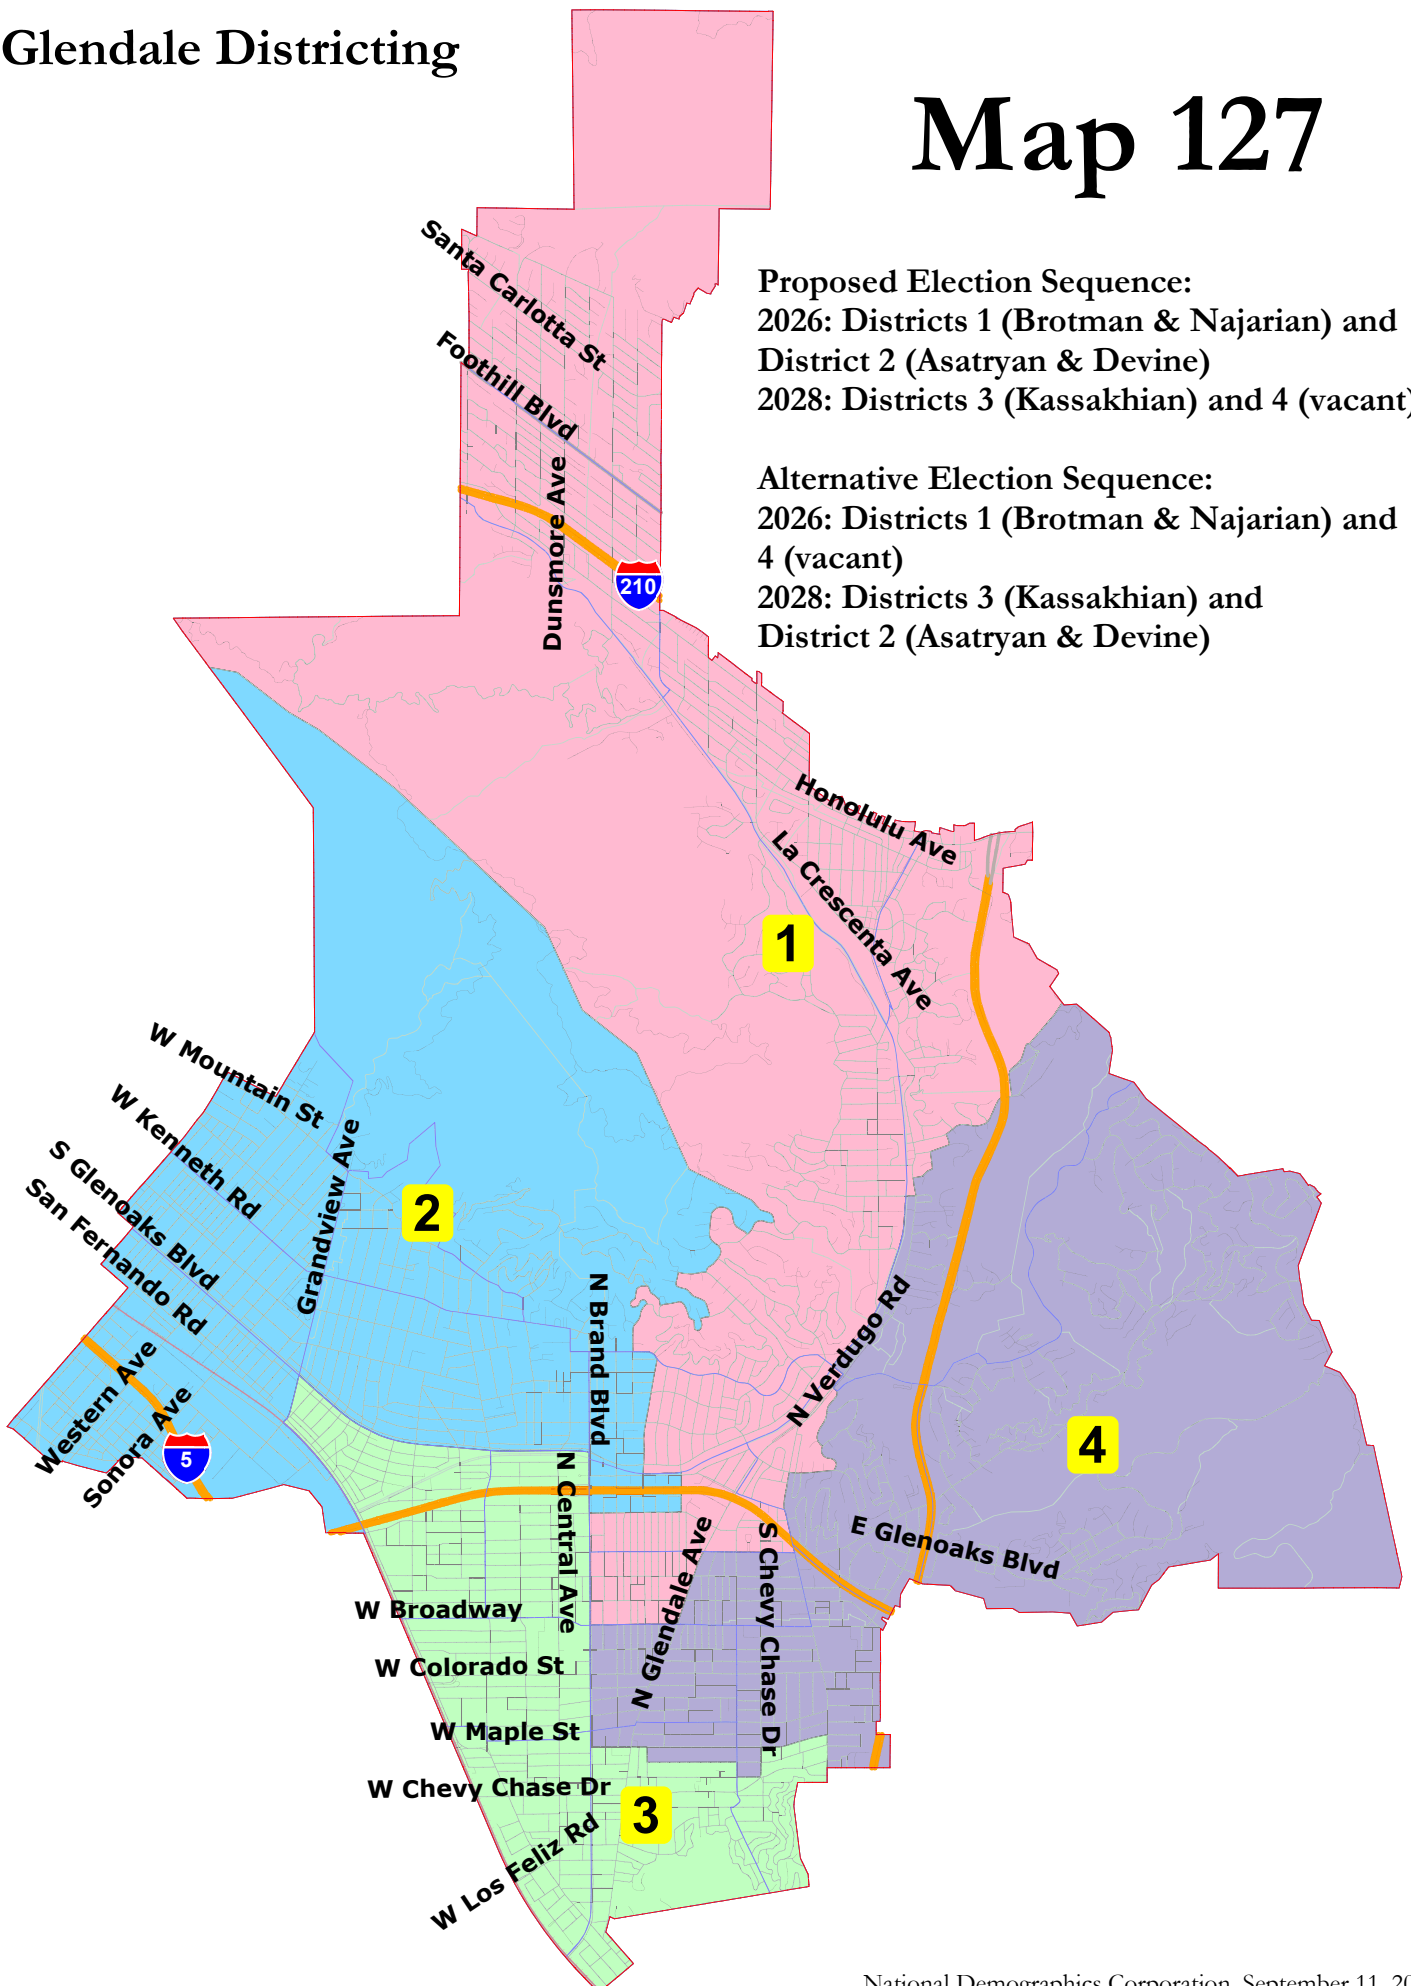 Glendale Districting
Map 127
Proposed Election Sequence:
2026: Districts 1 (Brotman & Najarian) and
District 2 (Asatryan & Devine)
2028: Districts 3 (Kassakhian) and 4 (vacant)
Alternative Election Sequence:
2026: Districts 1 (Brotman & Najarian) and
4 (vacant)
2028: Districts 3 (Kassakhian) and
District 2 (Asatryan & Devine)
Santa Carlotta St
Foothill Blvd
Dunsmore Ave
210
Honolulu Ave
La Crescenta Ave
1
W Mountain St
W Kenneth Rd
S Glenoaks Blvd
San Fernando Rd
Grandview Ave
2
N Brand Blvd
N Verdugo Rd
Western Ave
Sonora Ave
5
4
N Central Ave
N Glendale Ave
S Chevy Chase Dr
E Glenoaks Blvd
W Broadway
W Colorado St
W Maple St
W Chevy Chase Dr
3
W Los Feliz Rd
National Demographics Corporation, September 11, 20